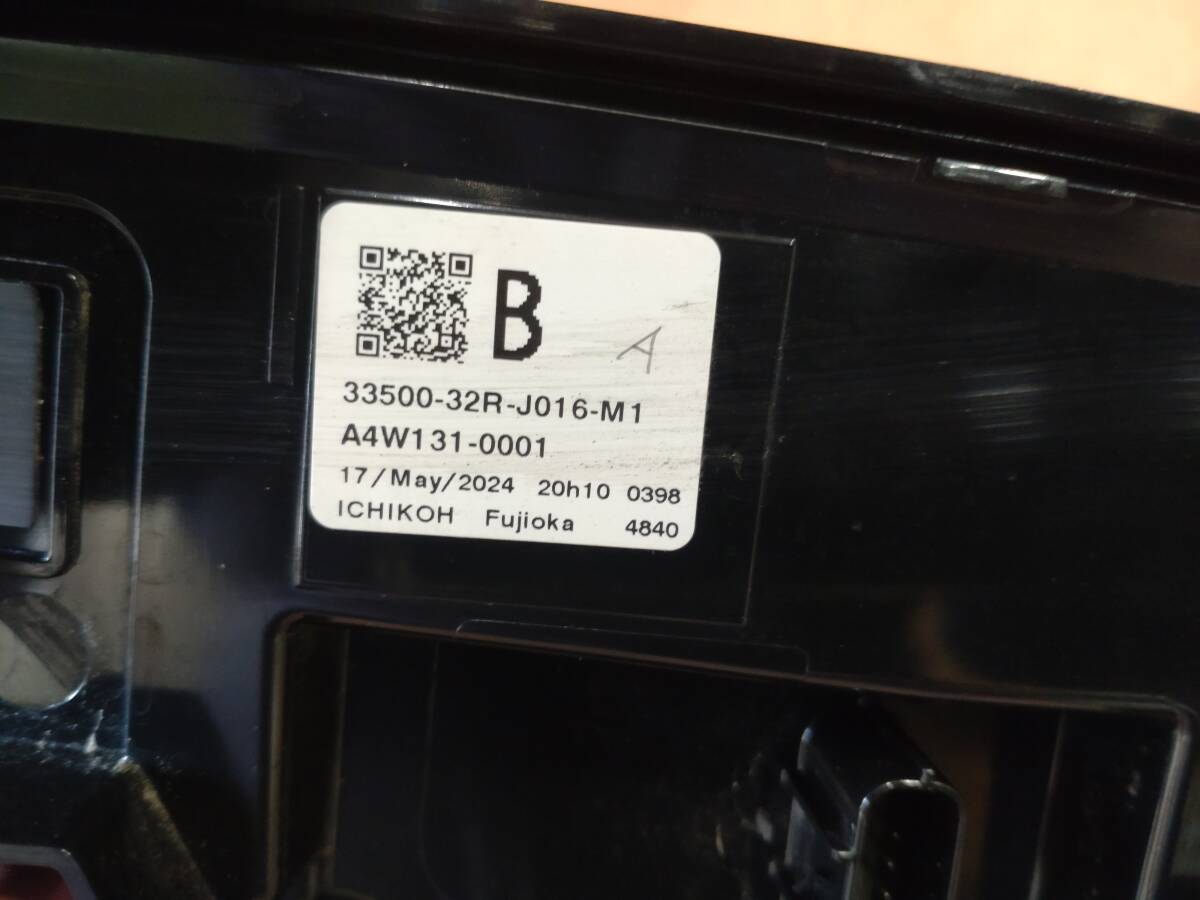 B
A
33500-32R-J016-M1
A4W131-0001
17/May/2024 20h10 0398
ICHIKOH Fujioka 4840